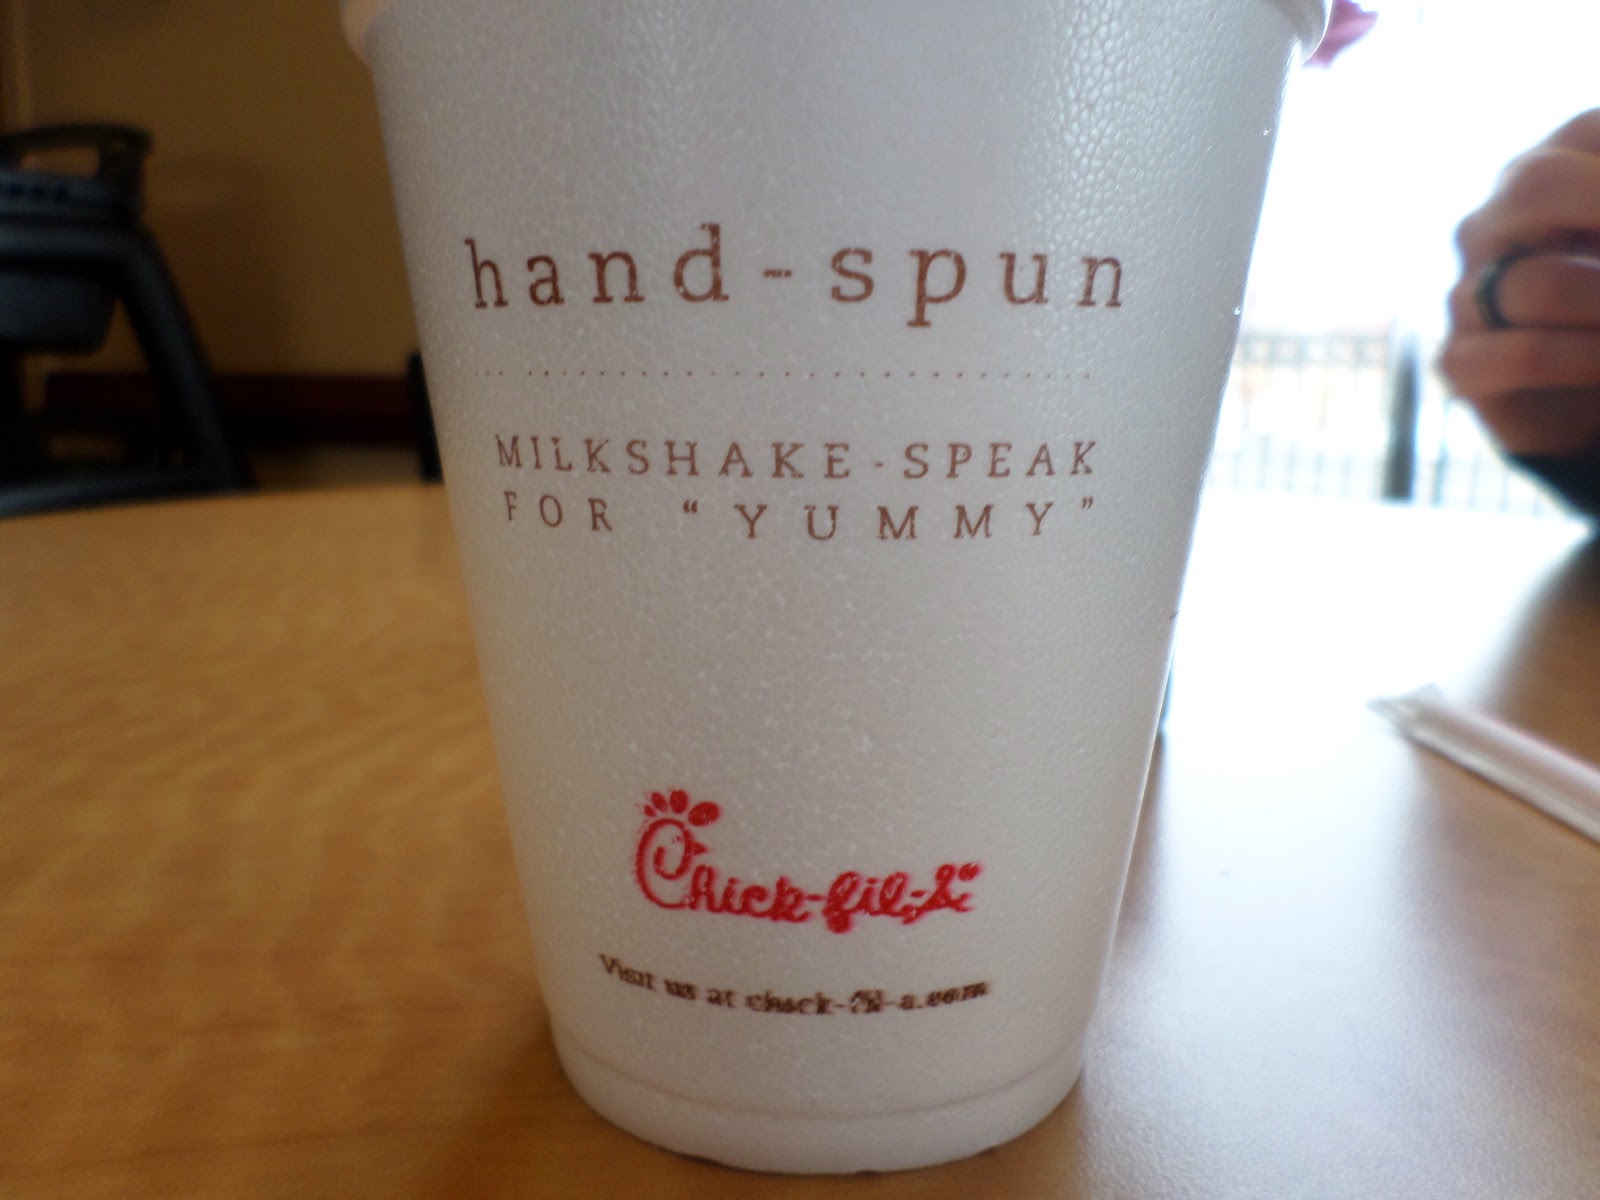 hand-spun
MILKSHAKE-SPEAK
FOR “YUMMY”
Chick-fil-A
Visit us at chick-fil-a.com